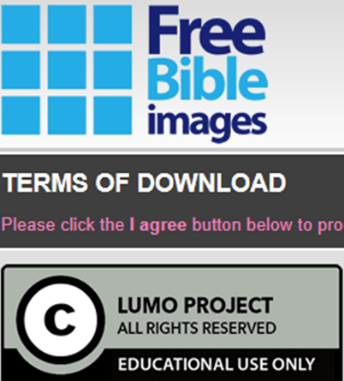 Free
Bible
images
TERMS OF DOWNLOAD
Please click the I agree button below to pro
C
LUMO PROJECT
ALL RIGHTS RESERVED
EDUCATIONAL USE ONLY